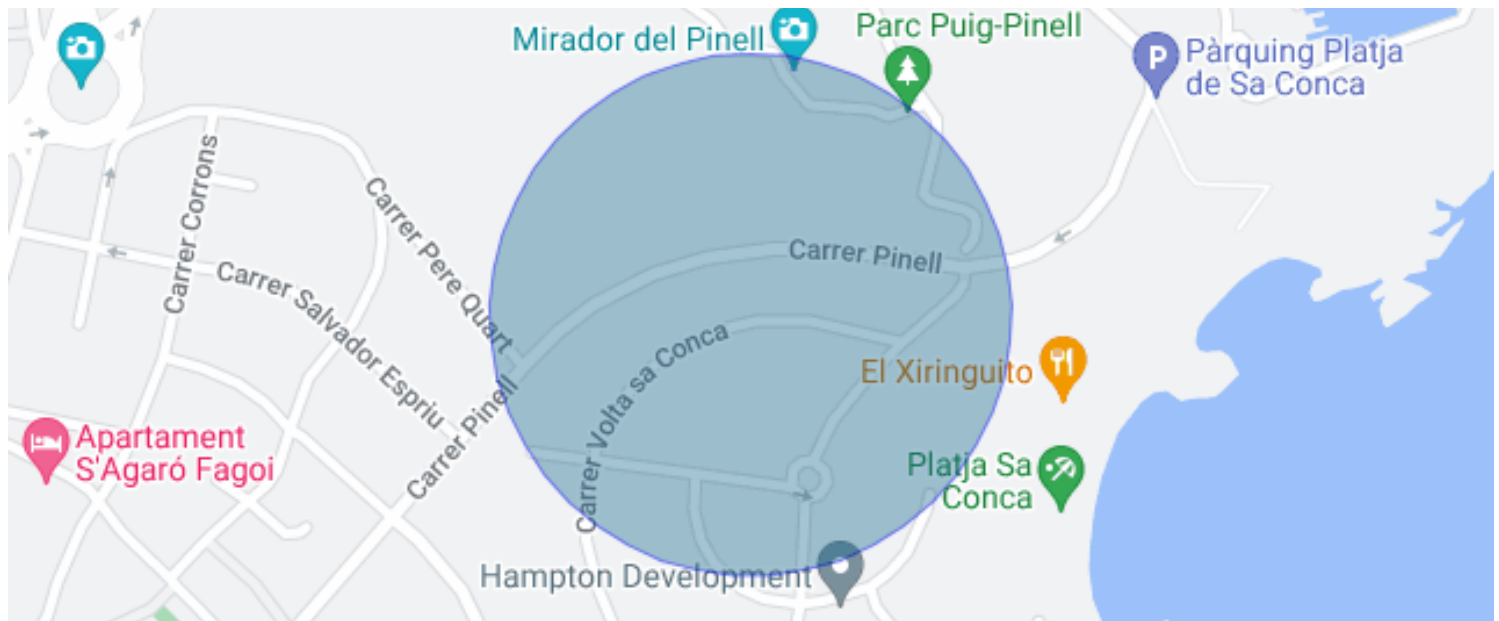 Mirador del Pinell
Parc Puig-Pinell
P
Pàrquing Platja
de Sa Conca
Carrer Corrons
Carrer Pere Quart
Carrer Salvador Espriu
Carrer Pinell
Carrer Volta sa Conca
El Xiringuito
Carrer Pinell
Apartament
S'Agaró Fagoi
Platja Sa
Conca
Hampton Development